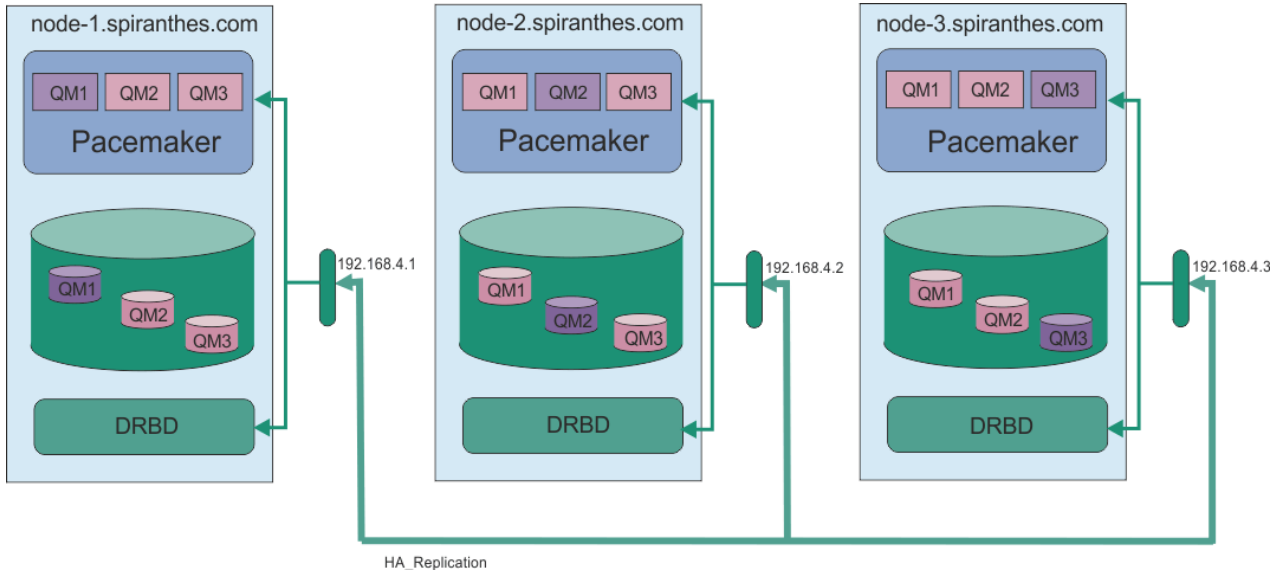 node-1.spiranthes.com
QM1 QM2 QM3
Pacemaker
QM1
QM2
QM3
DRBD
192.168.4.1
node-2.spiranthes.com
QM1 QM2 QM3
Pacemaker
QM1
QM2
QM3
DRBD
192.168.4.2
node-3.spiranthes.com
QM1 QM2 QM3
Pacemaker
QM1
QM2
QM3
DRBD
192.168.4.3
HA_Replication